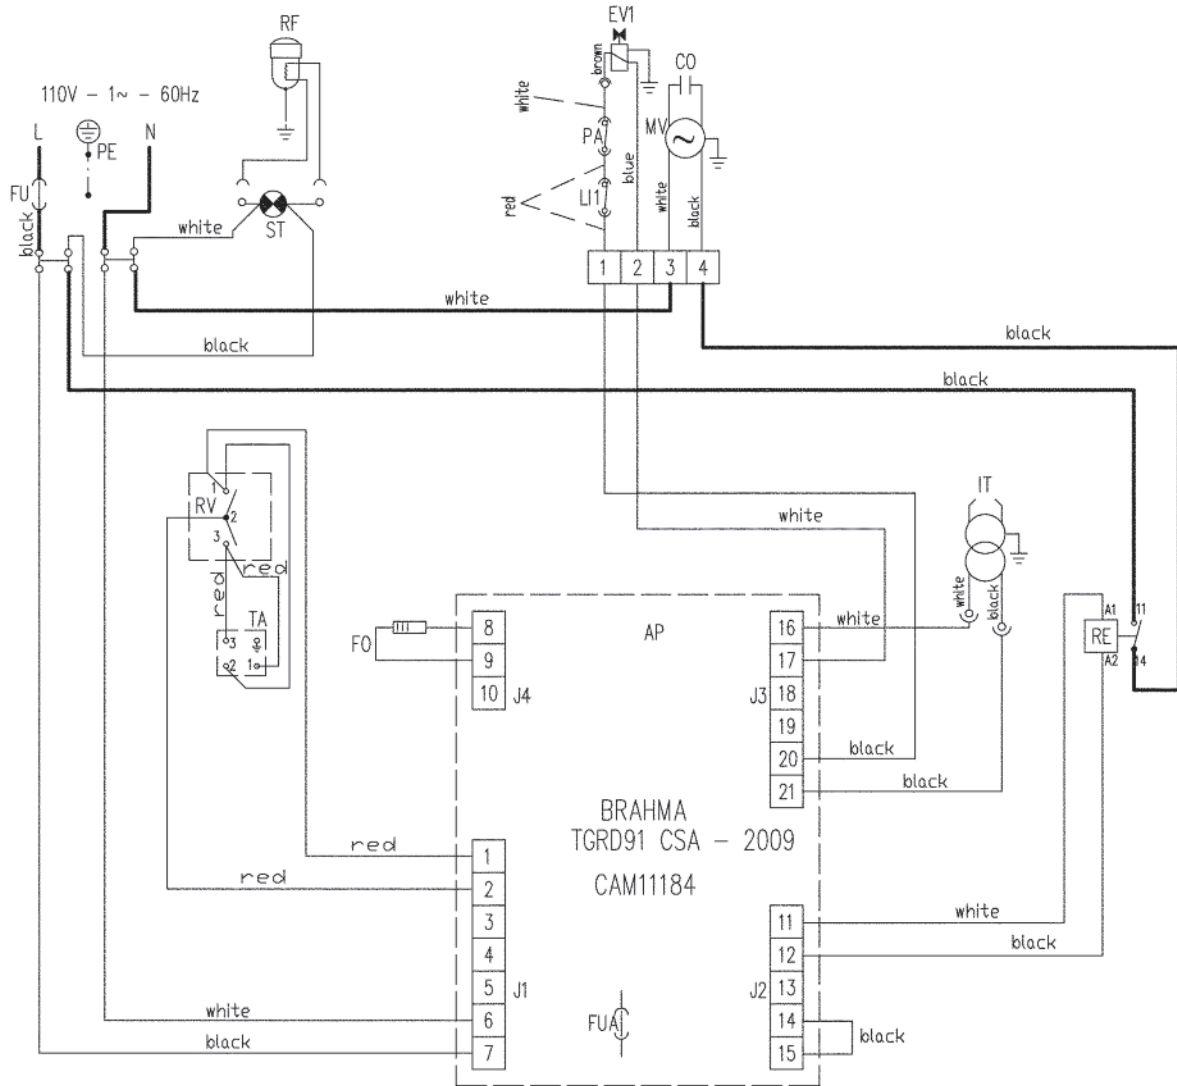 EV1
RF
CO
110V - 1~ - 60Hz
brown
white
L
PE
N
PA
MV
blue
FU
LI1
red
white
black
black
white
ST
1 2 3 4
white
black
black
black
1
RV
2
3
IT
white
red
red
TA
3
2
1
white
black
A1
11
RE
A2
14
FO
8
9
10
J4
AP
16
white
17
18
J3
19
20
black
21
black
BRAHMA
TGRD91 CSA - 2009
CAM11184
red
1
red
2
3
4
5
J1
white
6
black
7
FUA
11
white
12
black
13
J2
14
black
15